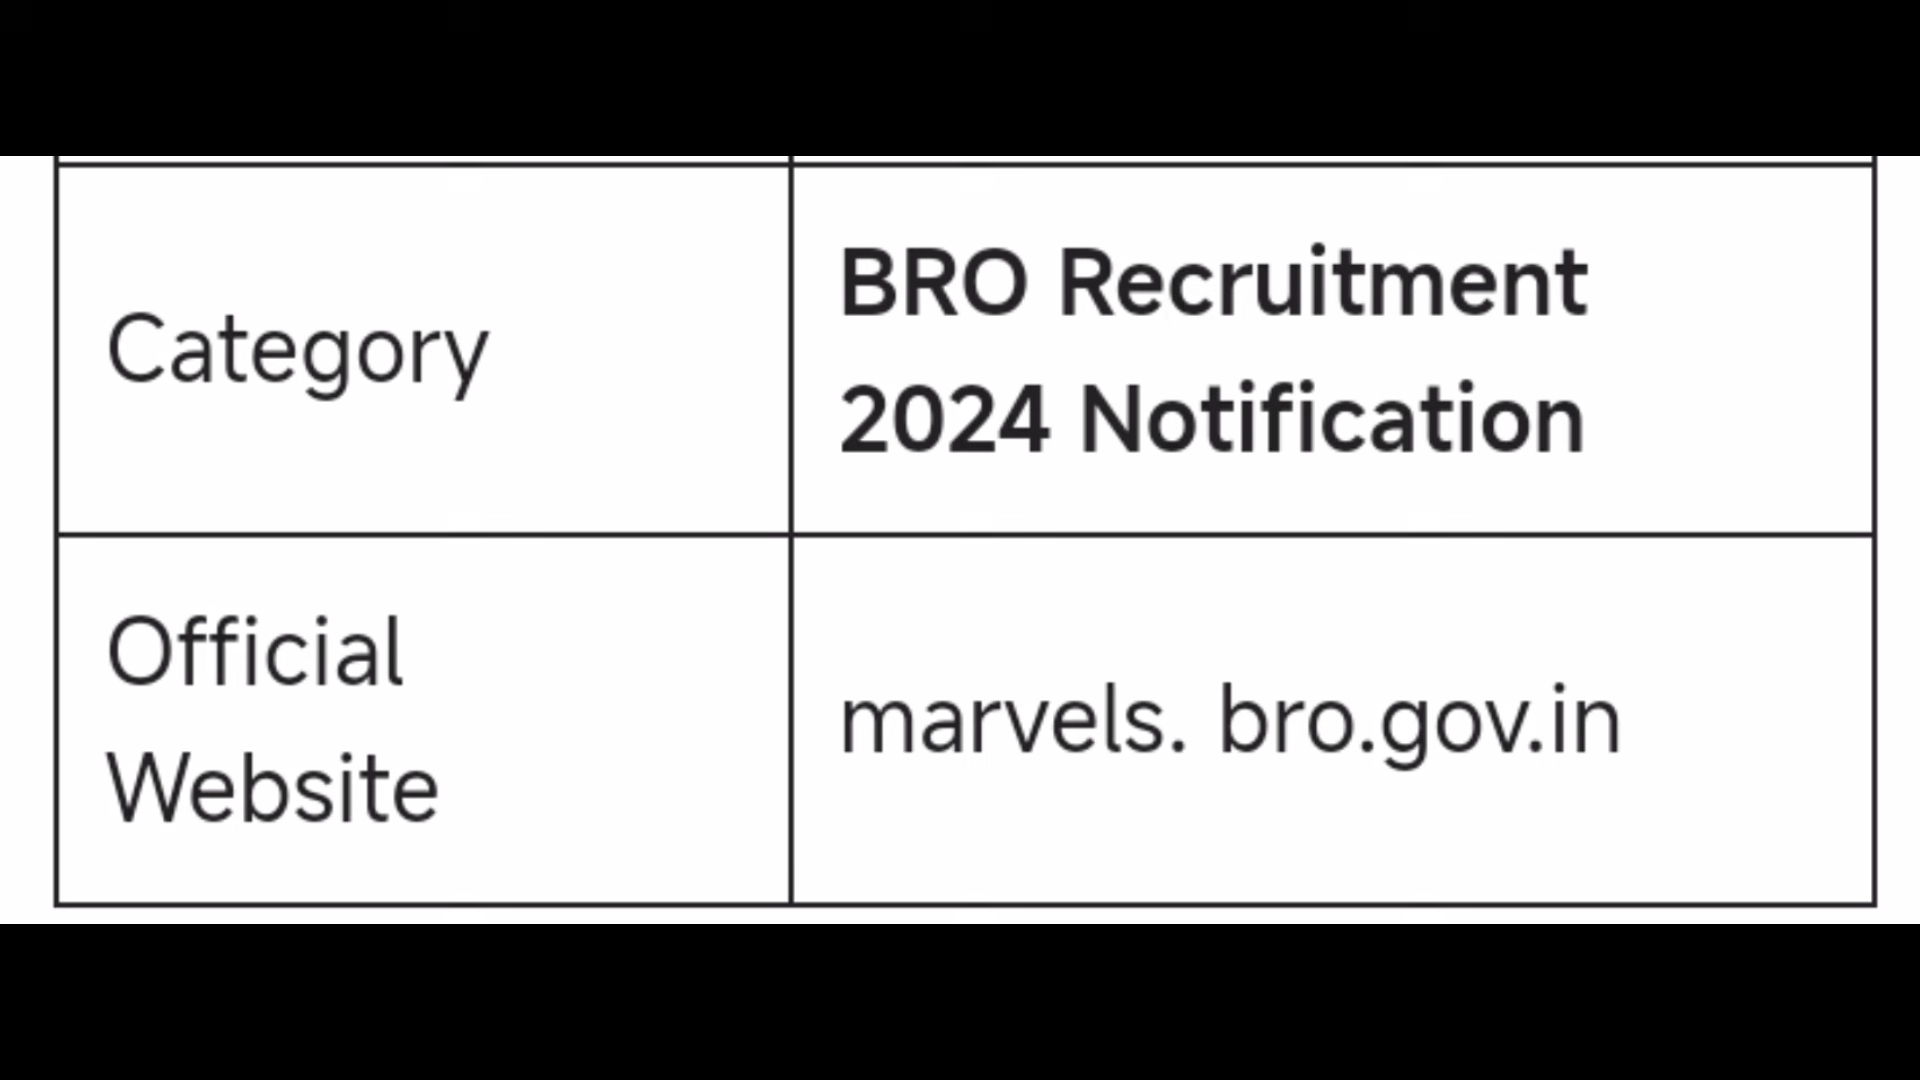 Category
BRO Recruitment
2024 Notification
Official
Website
marvels. bro.gov.in